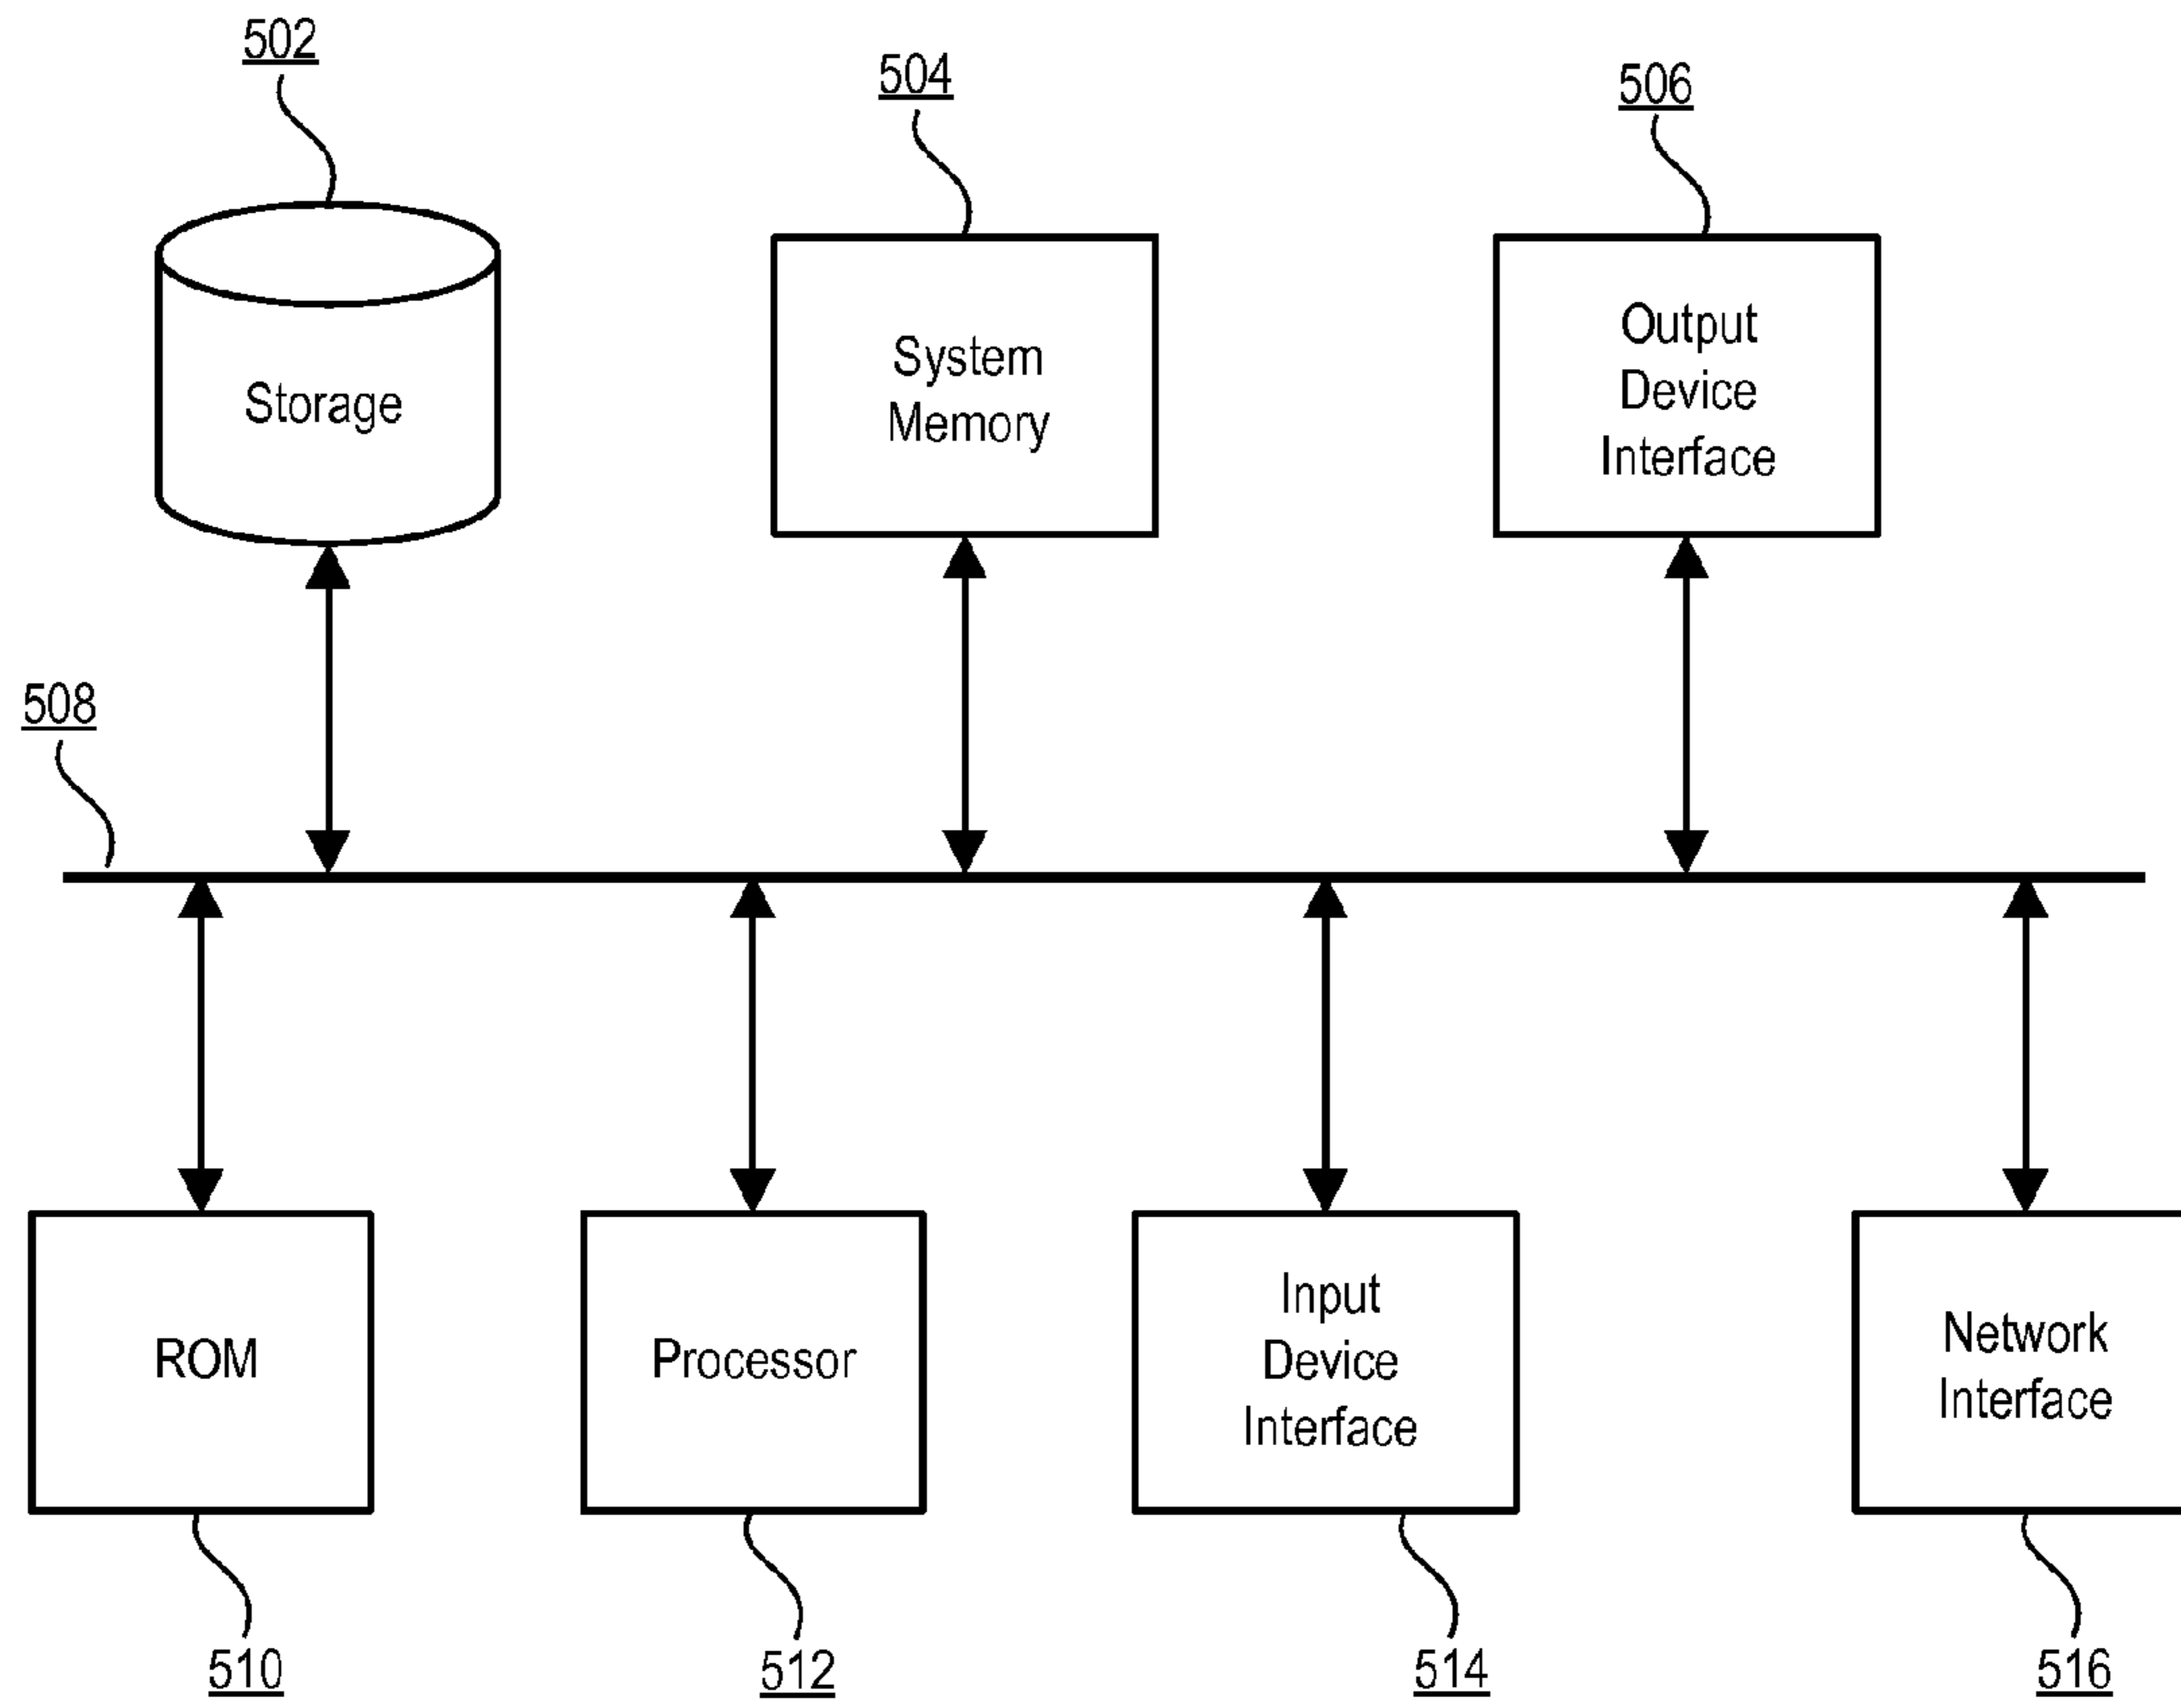 502
504
506
Storage
System
Memory
Output
Device
Interface
508
ROM
Processor
Input
Device
Interface
Network
Interface
510
512
514
516